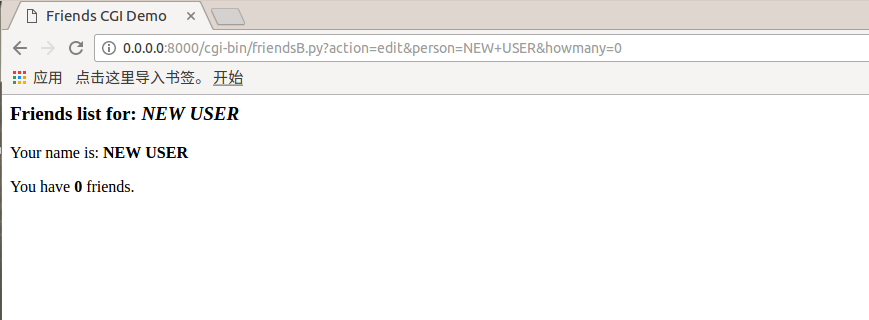 Friends CGI Demo
0.0.0.0:8000/cgi-bin/friendsB.py?action=edit&person=NEW+USER&howmany=0
应用 点击这里导入书签。 开始
Friends list for: NEW USER
Your name is: NEW USER
You have 0 friends.